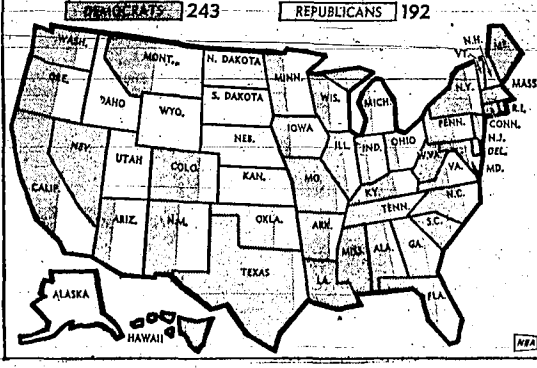 DEMOCRATS 243 REPUBLICANS 192
WASH.
MONT.
N. DAKOTA
MINN.
N.H.
VT.
ME.
ORE.
IDAHO
WYO.
S. DAKOTA
WIS.
MICH.
N.Y.
MASS
R.I.
CONN.
N.J.
DEL.
MD.
NEV.
UTAH
COLO.
NEB.
KAN.
IOWA
MO.
ILL.
IND.
OHIO
PENN.
W.VA.
VA.
KY.
CALIF.
ARIZ.
N.M.
OKLA.
ARK.
TENN.
N.C.
S.C.
TEXAS
LA.
MISS.
ALA.
GA.
FLA.
ALASKA
HAWAII
NEA